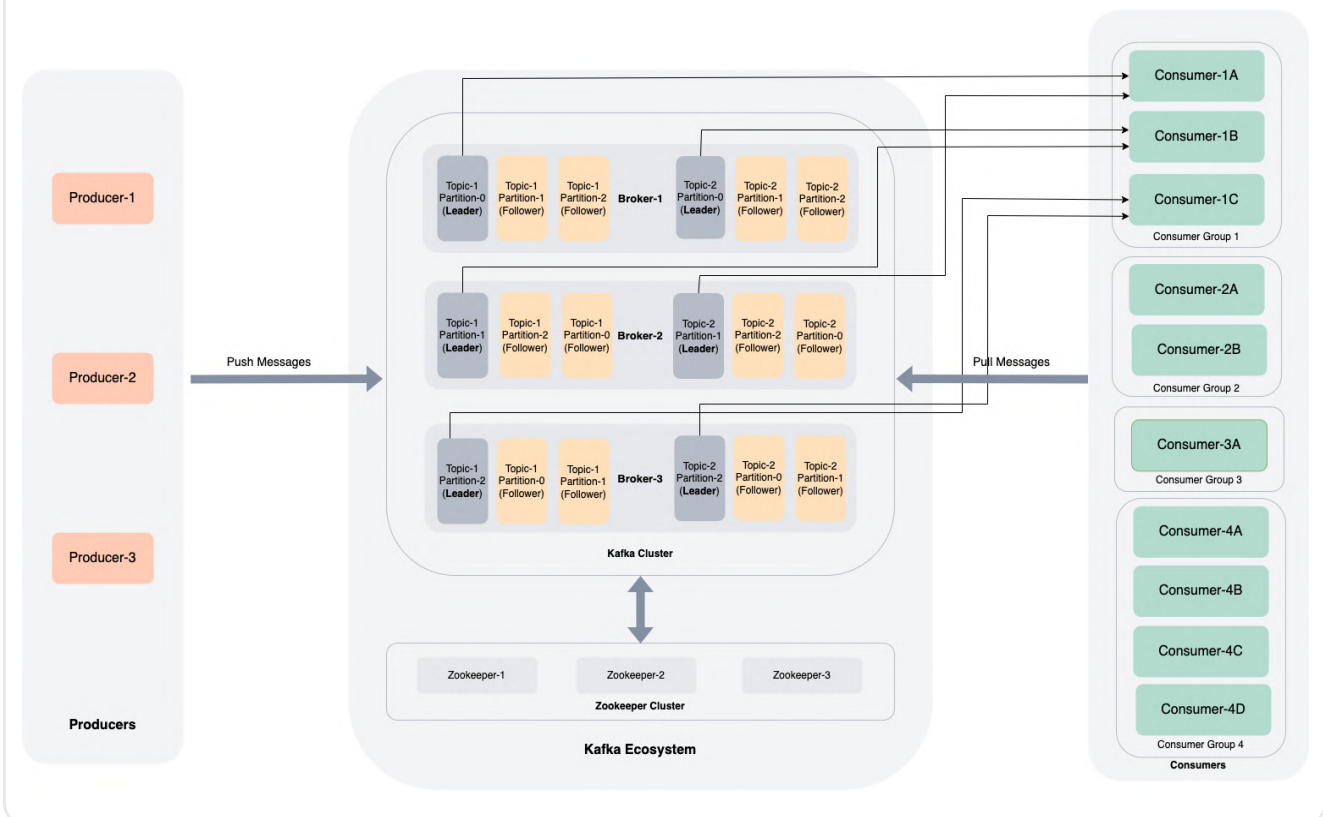 Producer-1
Producer-2
Producer-3
Producers
Push Messages
Topic-1
Partition-0
(Leader)
Topic-1
Partition-1
(Follower)
Topic-1
Partition-2
(Follower)
Broker-1
Topic-2
Partition-0
(Leader)
Topic-2
Partition-1
(Follower)
Topic-2
Partition-2
(Follower)
Topic-1
Partition-1
(Leader)
Topic-1
Partition-2
(Follower)
Topic-1
Partition-0
(Follower)
Broker-2
Topic-2
Partition-1
(Leader)
Topic-2
Partition-2
(Follower)
Topic-2
Partition-0
(Follower)
Topic-1
Partition-2
(Leader)
Topic-1
Partition-0
(Follower)
Topic-1
Partition-1
(Follower)
Broker-3
Topic-2
Partition-2
(Leader)
Topic-2
Partition-0
(Follower)
Topic-2
Partition-1
(Follower)
Kafka Cluster
Zookeeper-1
Zookeeper-2
Zookeeper-3
Zookeeper Cluster
Kafka Ecosystem
Pull Messages
Consumer-1A
Consumer-1B
Consumer-1C
Consumer Group 1
Consumer-2A
Consumer-2B
Consumer Group 2
Consumer-3A
Consumer Group 3
Consumer-4A
Consumer-4B
Consumer-4C
Consumer-4D
Consumer Group 4
Consumers